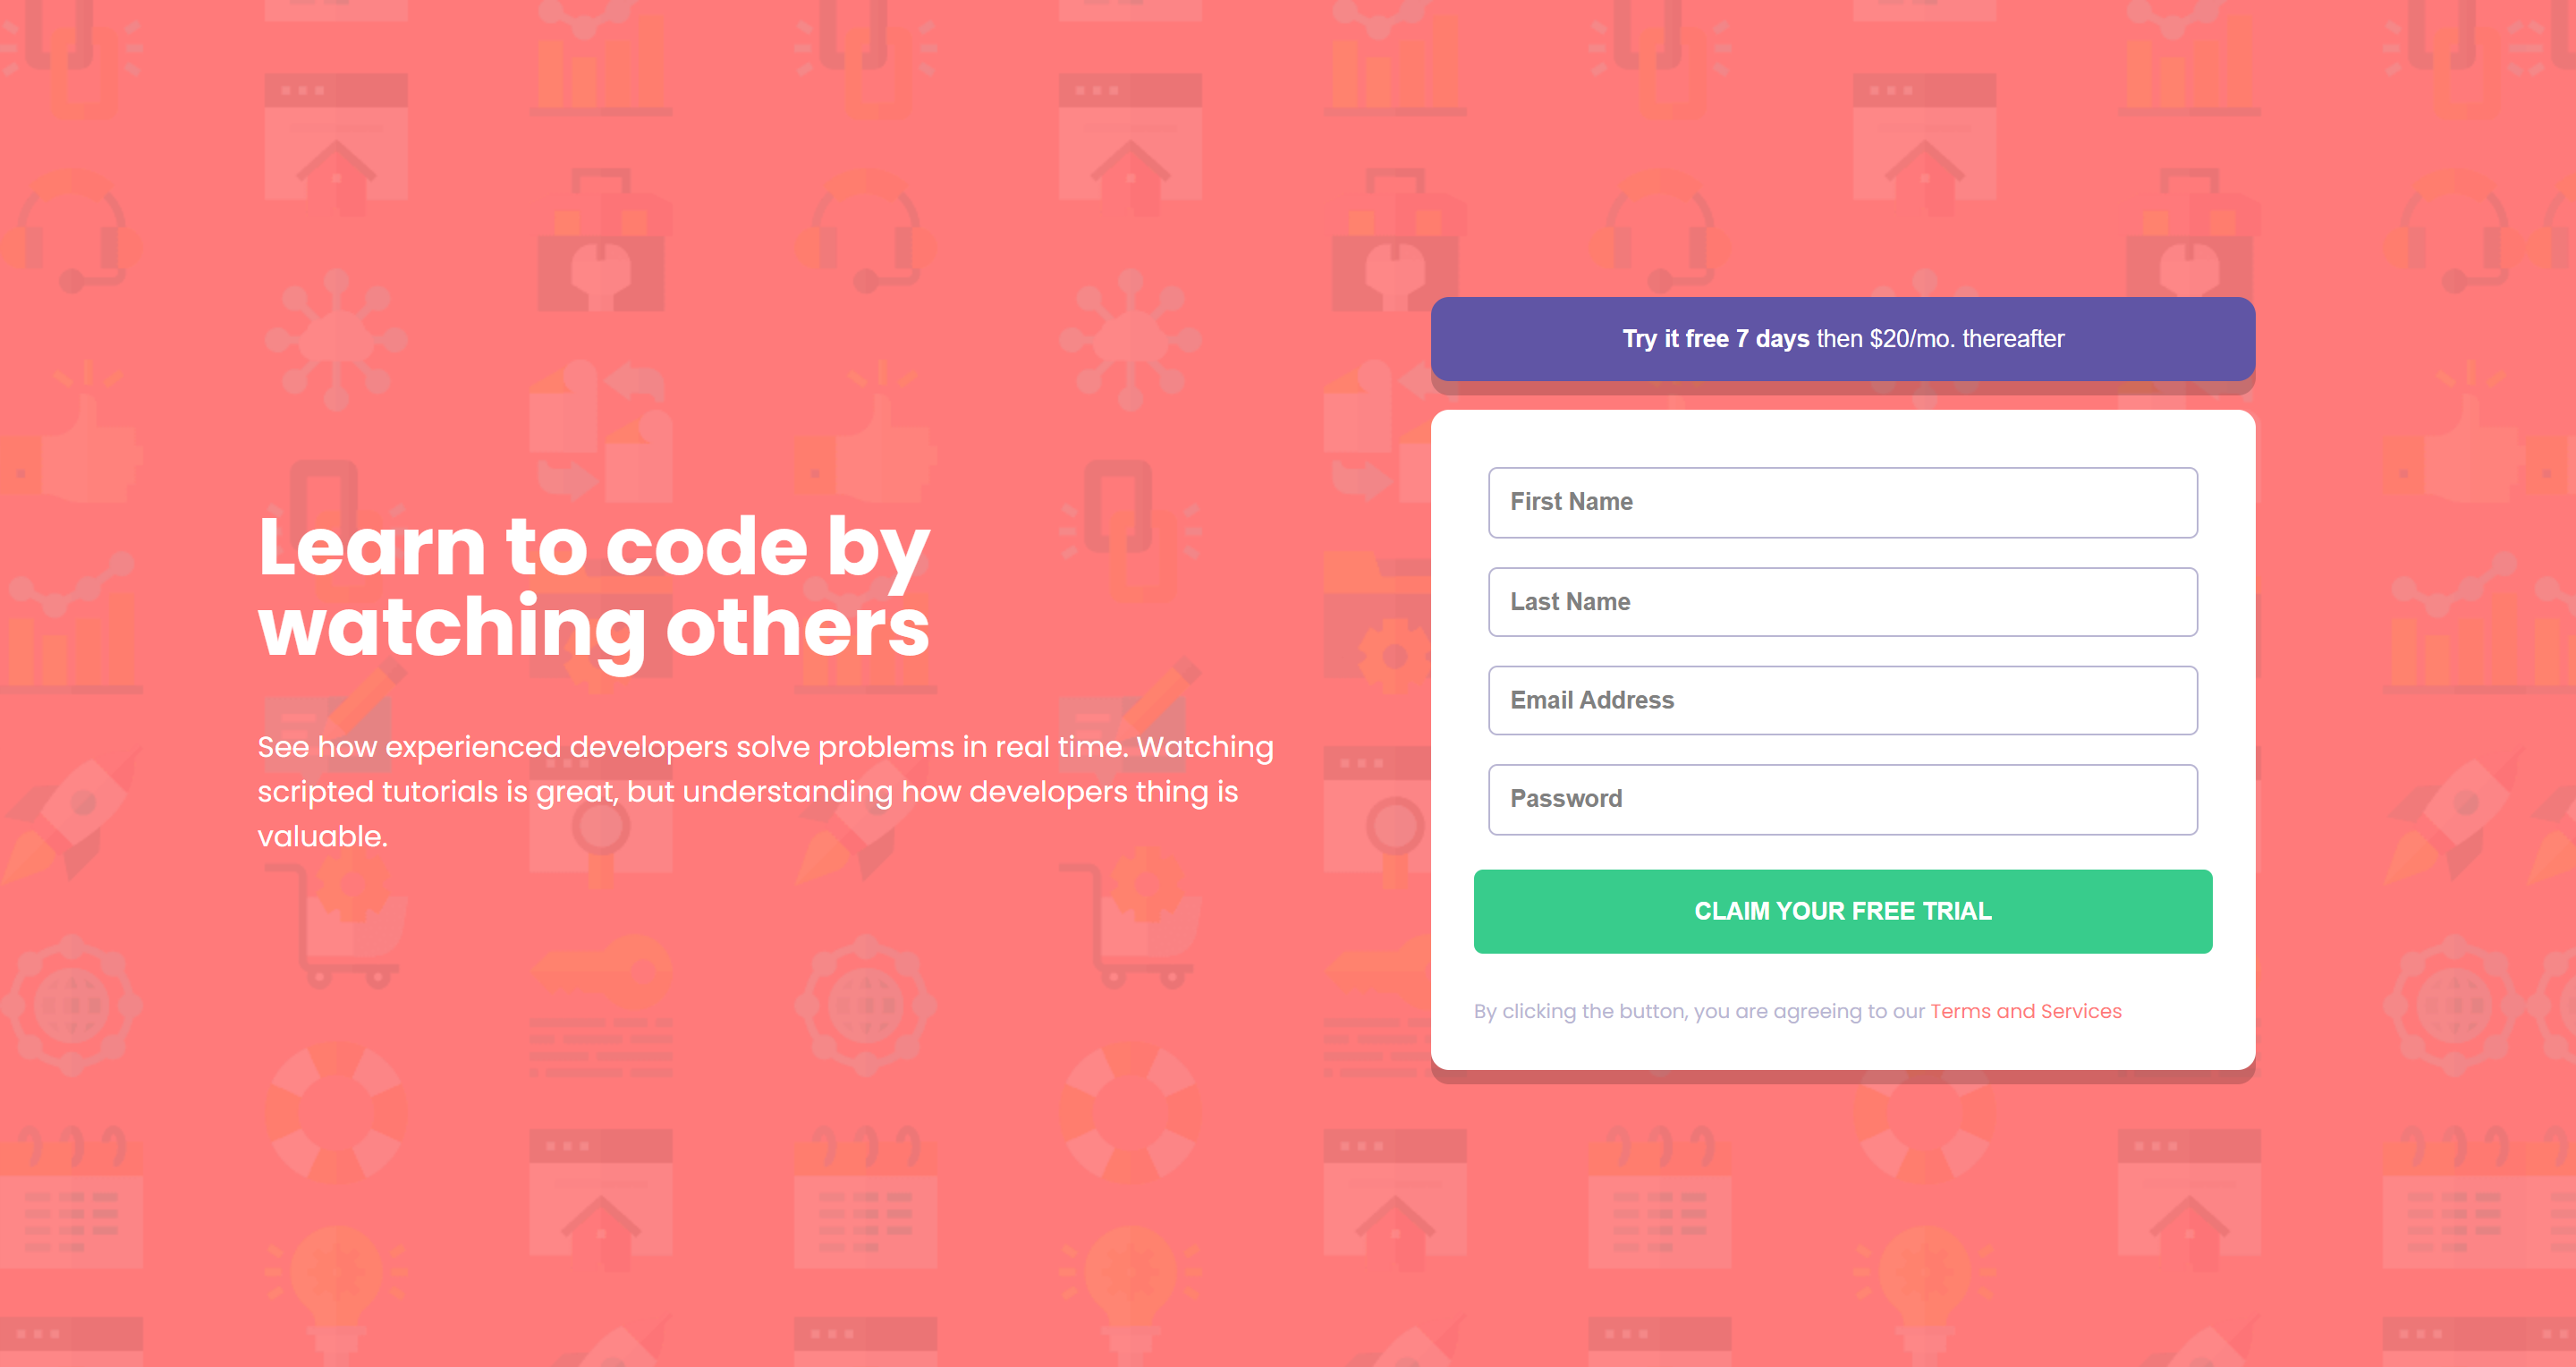 Learn to code by
watching others
See how experienced developers solve problems in real time. Watching
scripted tutorials is great, but understanding how developers thing is
valuable.
Try it free 7 days then $20/mo. thereafter
First Name
Last Name
Email Address
Password
CLAIM YOUR FREE TRIAL
By clicking the button, you are agreeing to our Terms and Services